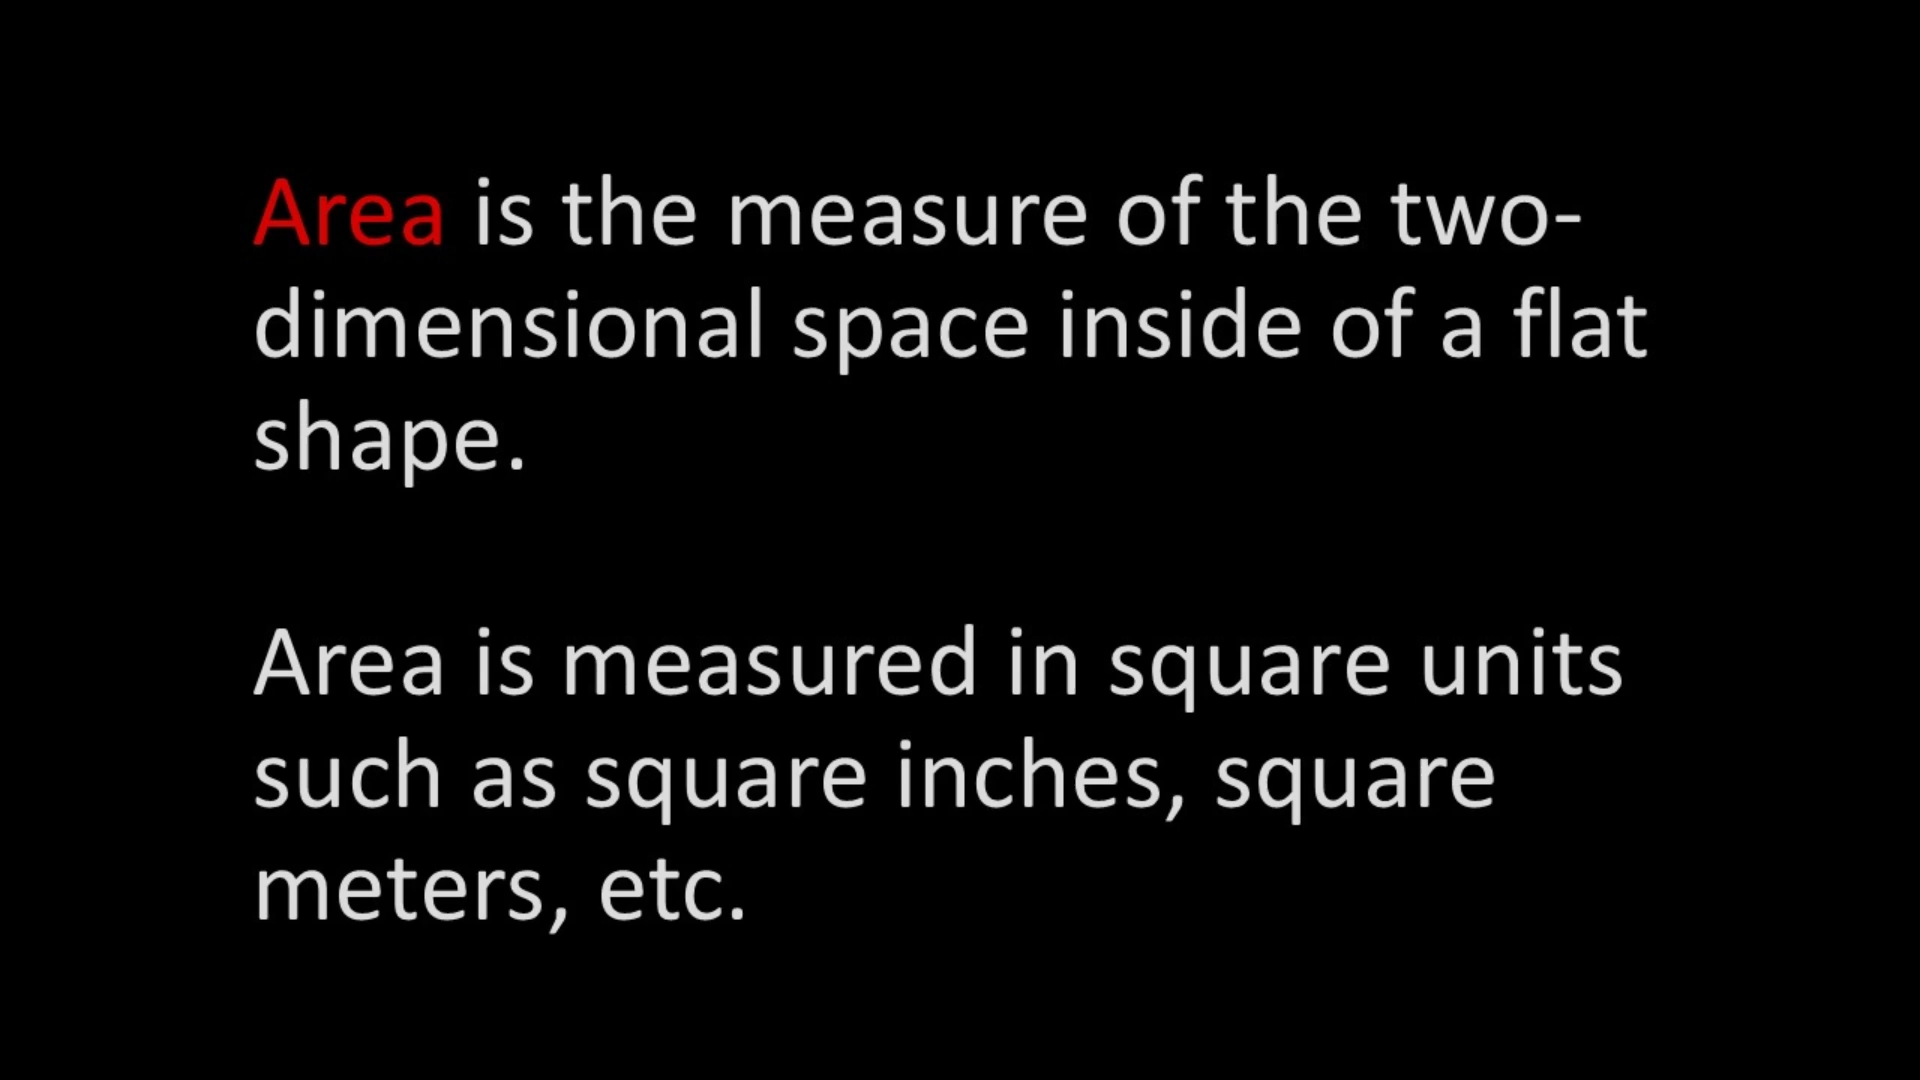 Area is the measure of the two-
dimensional space inside of a flat
shape.
Area is measured in square units
such as square inches, square
meters, etc.